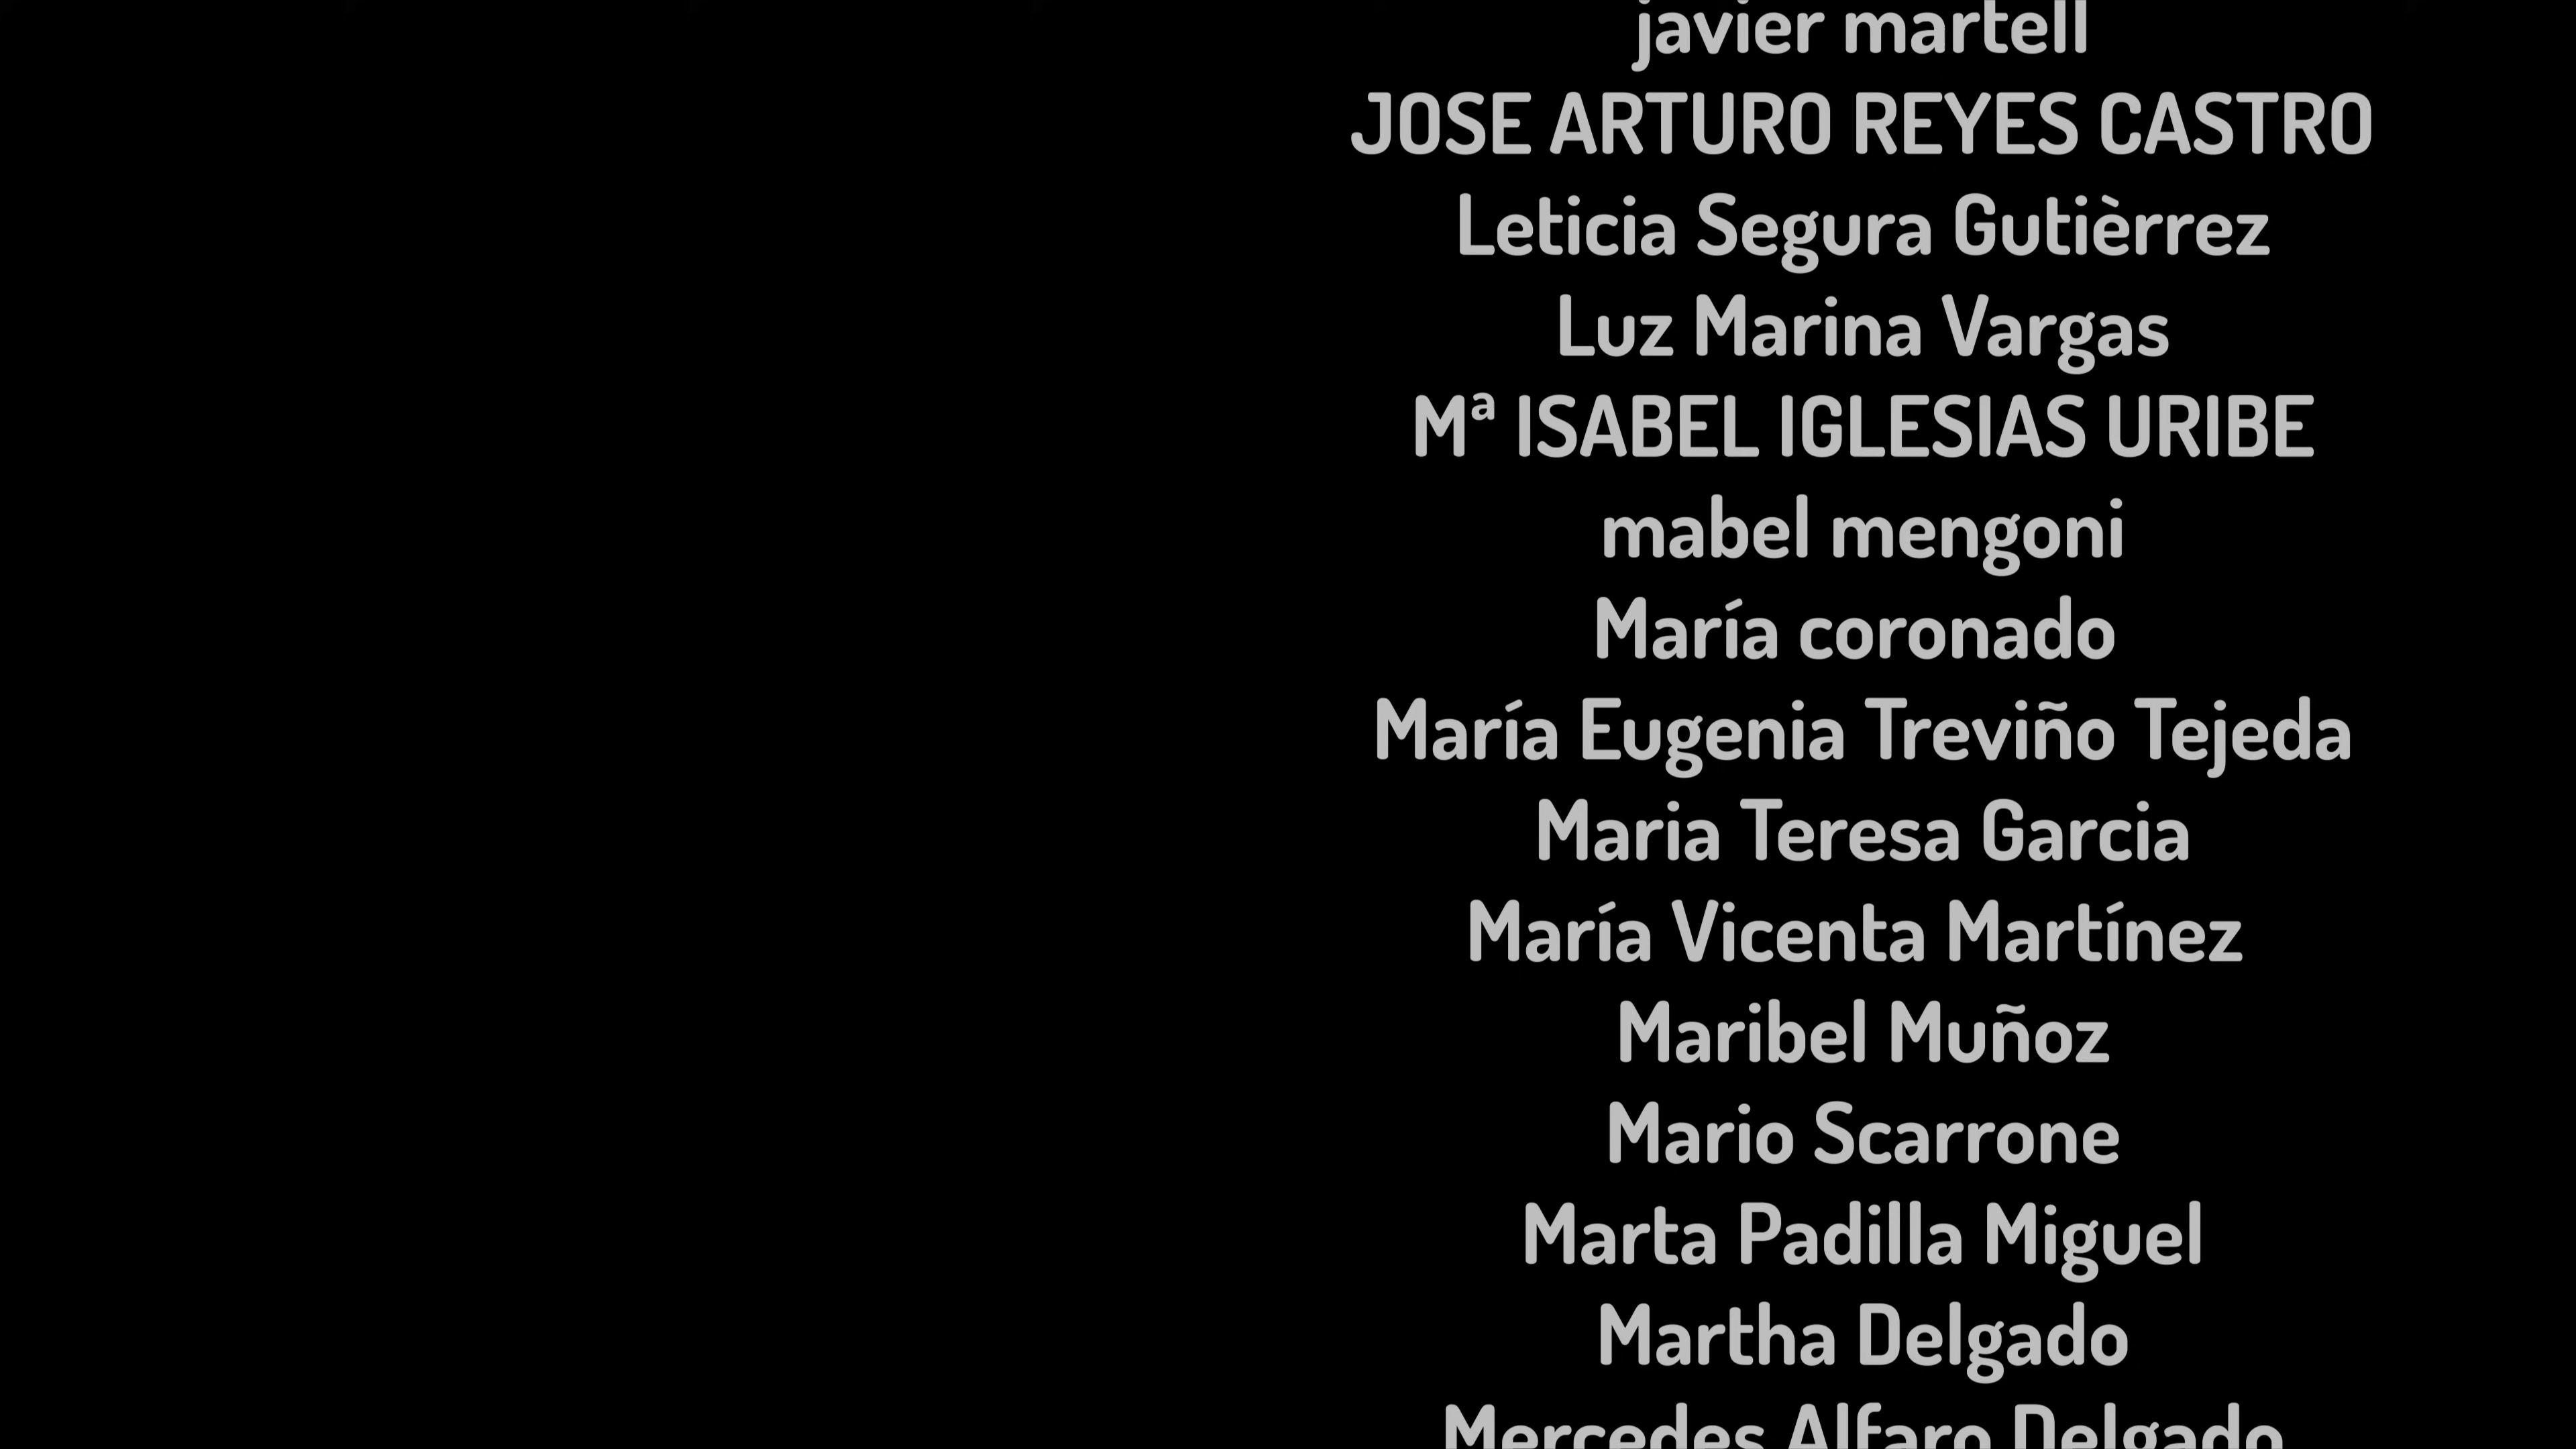 javier martell
JOSE ARTURO REYES CASTRO
Leticia Segura Gutièrrez
Luz Marina Vargas
Mª ISABEL IGLESIAS URIBE
mabel mengoni
María coronado
María Eugenia Treviño Tejeda
Maria Teresa Garcia
María Vicenta Martínez
Maribel Muñoz
Mario Scarrone
Marta Padilla Miguel
Martha Delgado
Mercedes Alfaro Delgado